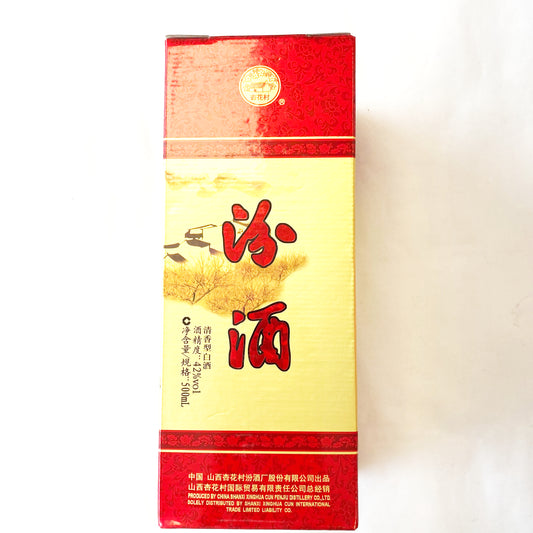 杏花村
®
汾酒
清香型白酒
酒精度:42%vol
净含量/规格:500mL
中国 山西杏花村汾酒厂股份有限公司出品
山西杏花村国际贸易有限责任公司总经销
PRODUCED BY CHINA SHANXI XINGHUA CUN FENJIU DISTILLERY CO.,LTD.
SOLELY DISTRIBUTED BY SHANXI XINGHUA CUN INTERNATIONAL
TRADE LIMITED LIABILITY CO.